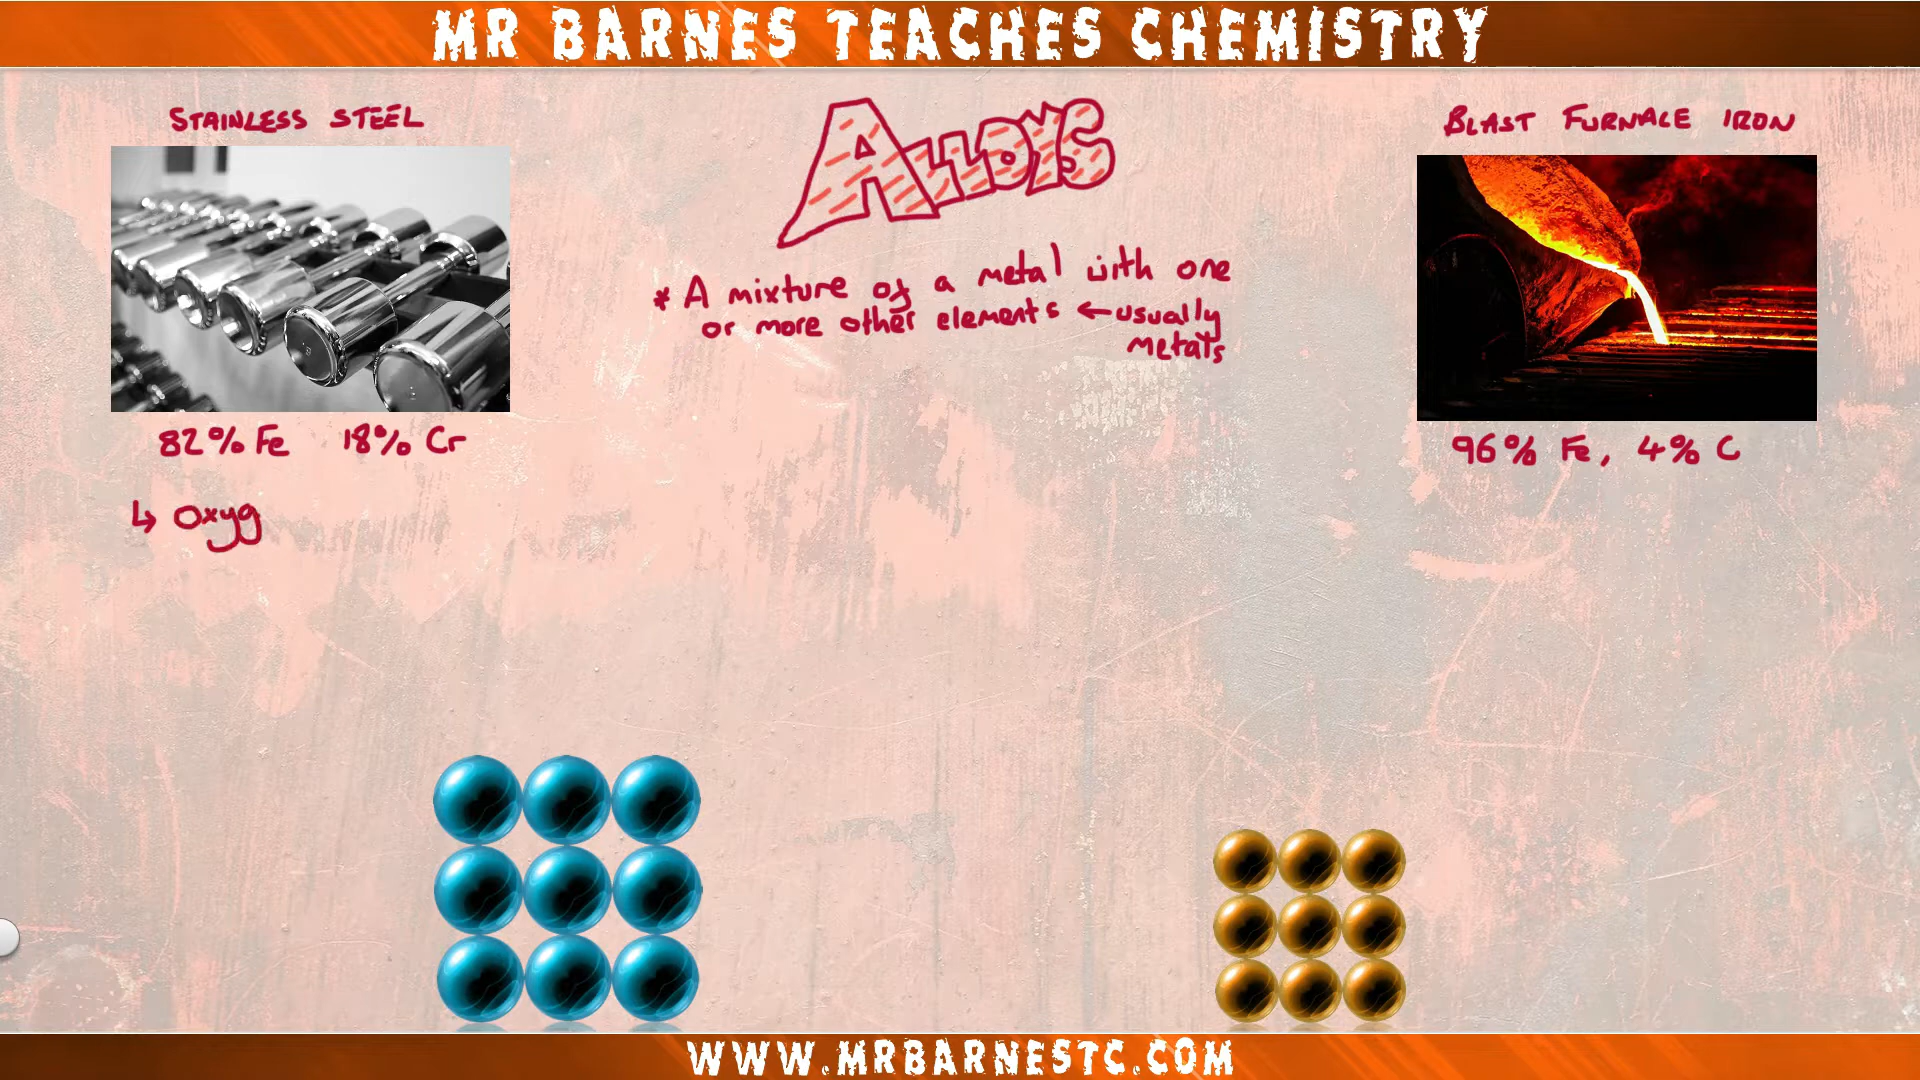 MR BARNES TEACHES CHEMISTRY
STAINLESS STEEL
82% Fe 18% Cr
↳ Oxyg
ALLOYS
* A mixture of a metal with one
or more other elements ← usually
metals
BLAST FURNACE IRON
96% Fe, 4% C
WWW.MRBARNESTC.COM